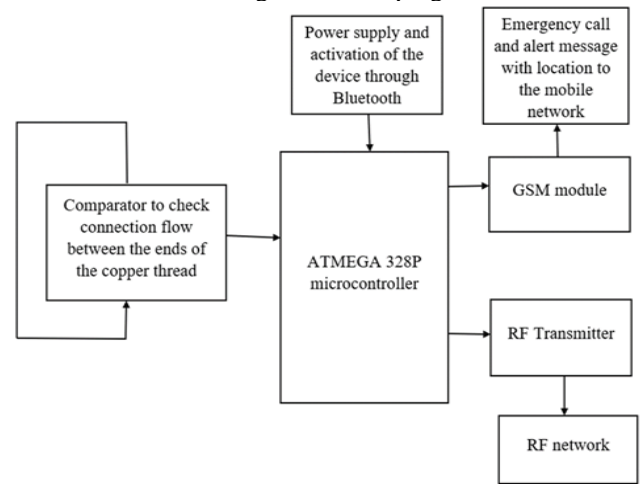 Power supply and
activation of the
device through
Bluetooth
Emergency call
and alert message
with location to
the mobile
network
Comparator to check
connection flow
between the ends of
the copper thread
ATMEGA 328P
microcontroller
GSM module
RF Transmitter
RF network